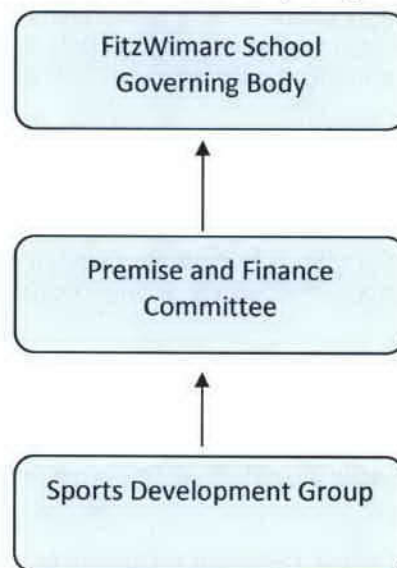 FitzWimarc School
Governing Body
Premise and Finance
Committee
Sports Development Group